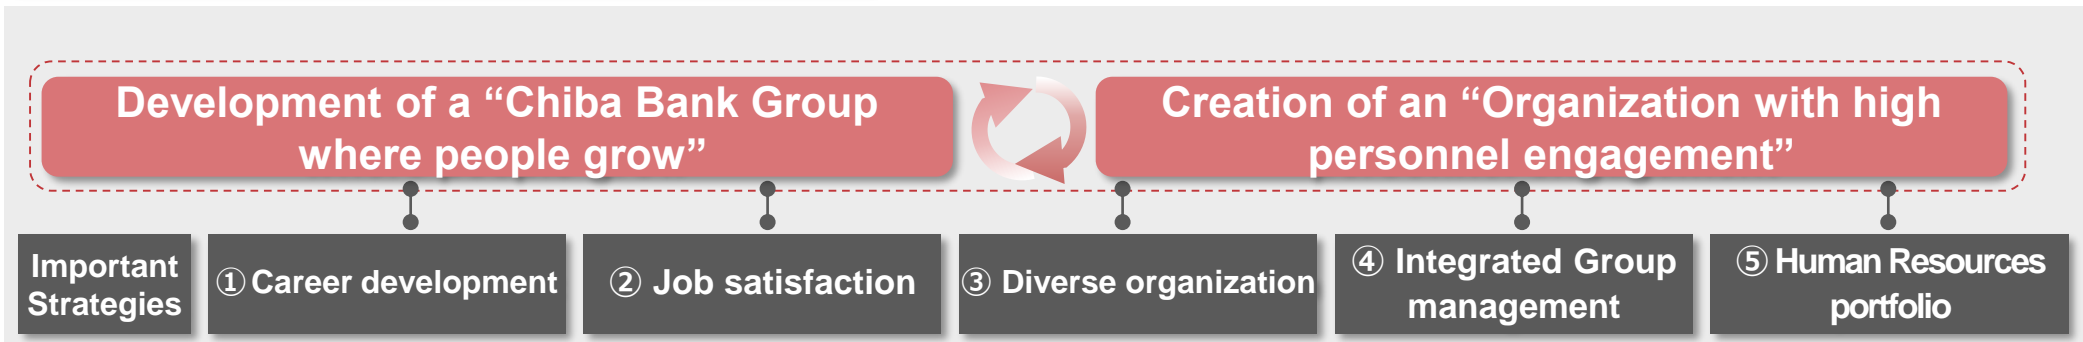 Development of a “Chiba Bank Group
where people grow”
Creation of an “Organization with high
personnel engagement”
Important
Strategies
① Career development
② Job satisfaction
③ Diverse organization
④ Integrated Group
management
⑤ Human Resources
portfolio